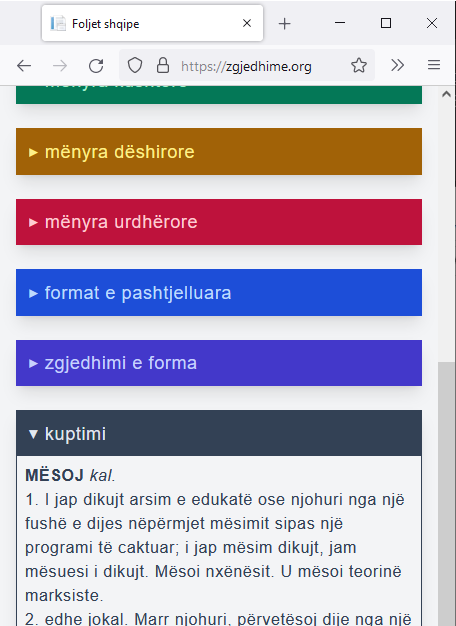 Foljet shqipe
https://zgjedhime.org
mënyra kushtore
mënyra dëshirore
mënyra urdhërore
format e pashtjelluara
zgjedhimi e forma
kuptimi
MËSOJ kal.
1. I jap dikujt arsim e edukatë ose njohuri nga një
fushë e dijes nëpërmjet mësimit sipas një
programi të caktuar; i jap mësim dikujt, jam
mësuesi i dikujt. Mësoi nxënësit. U mësoi teorinë
marksiste.
2. edhe jokal. Marr njohuri, përvetësoj dije nga një